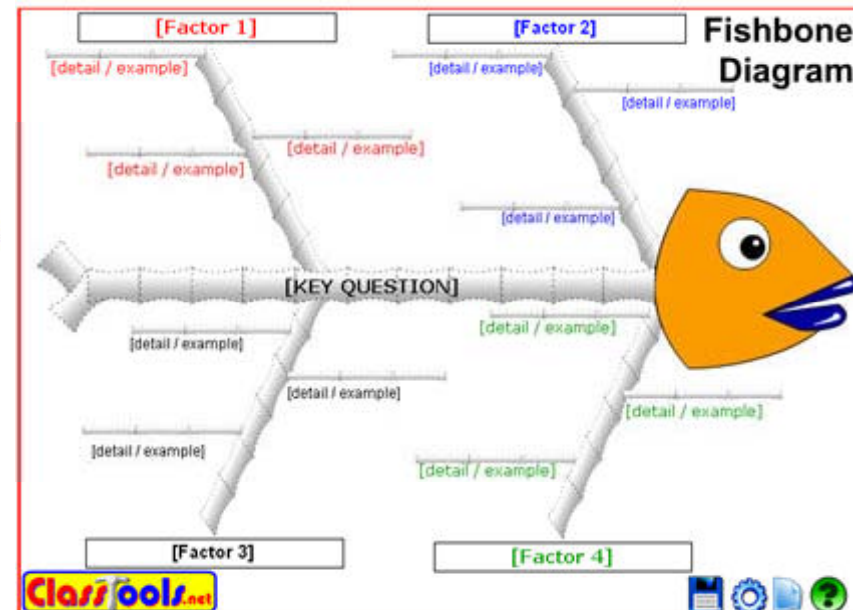 [Factor 1]
[Factor 2]
Fishbone
Diagram
[detail / example]
[detail / example]
[detail / example]
[detail / example]
[detail / example]
[detail / example]
[KEY QUESTION]
[detail / example]
[detail / example]
[detail / example]
[detail / example]
[detail / example]
[detail / example]
[Factor 3]
[Factor 4]
ClassTools.net
?